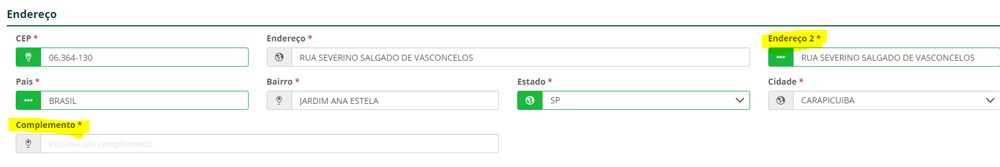 Endereço
CEP *
Endereço *
Endereço 2 *
06.364-130
RUA SEVERINO SALGADO DE VASCONCELOS
RUA SEVERINO SALGADO DE VASCONCELOS
Pais *
Bairro *
Estado *
Cidade *
BRASIL
JARDIM ANA ESTELA
SP
CARAPICUIBA
Complemento *
Informe um complemento